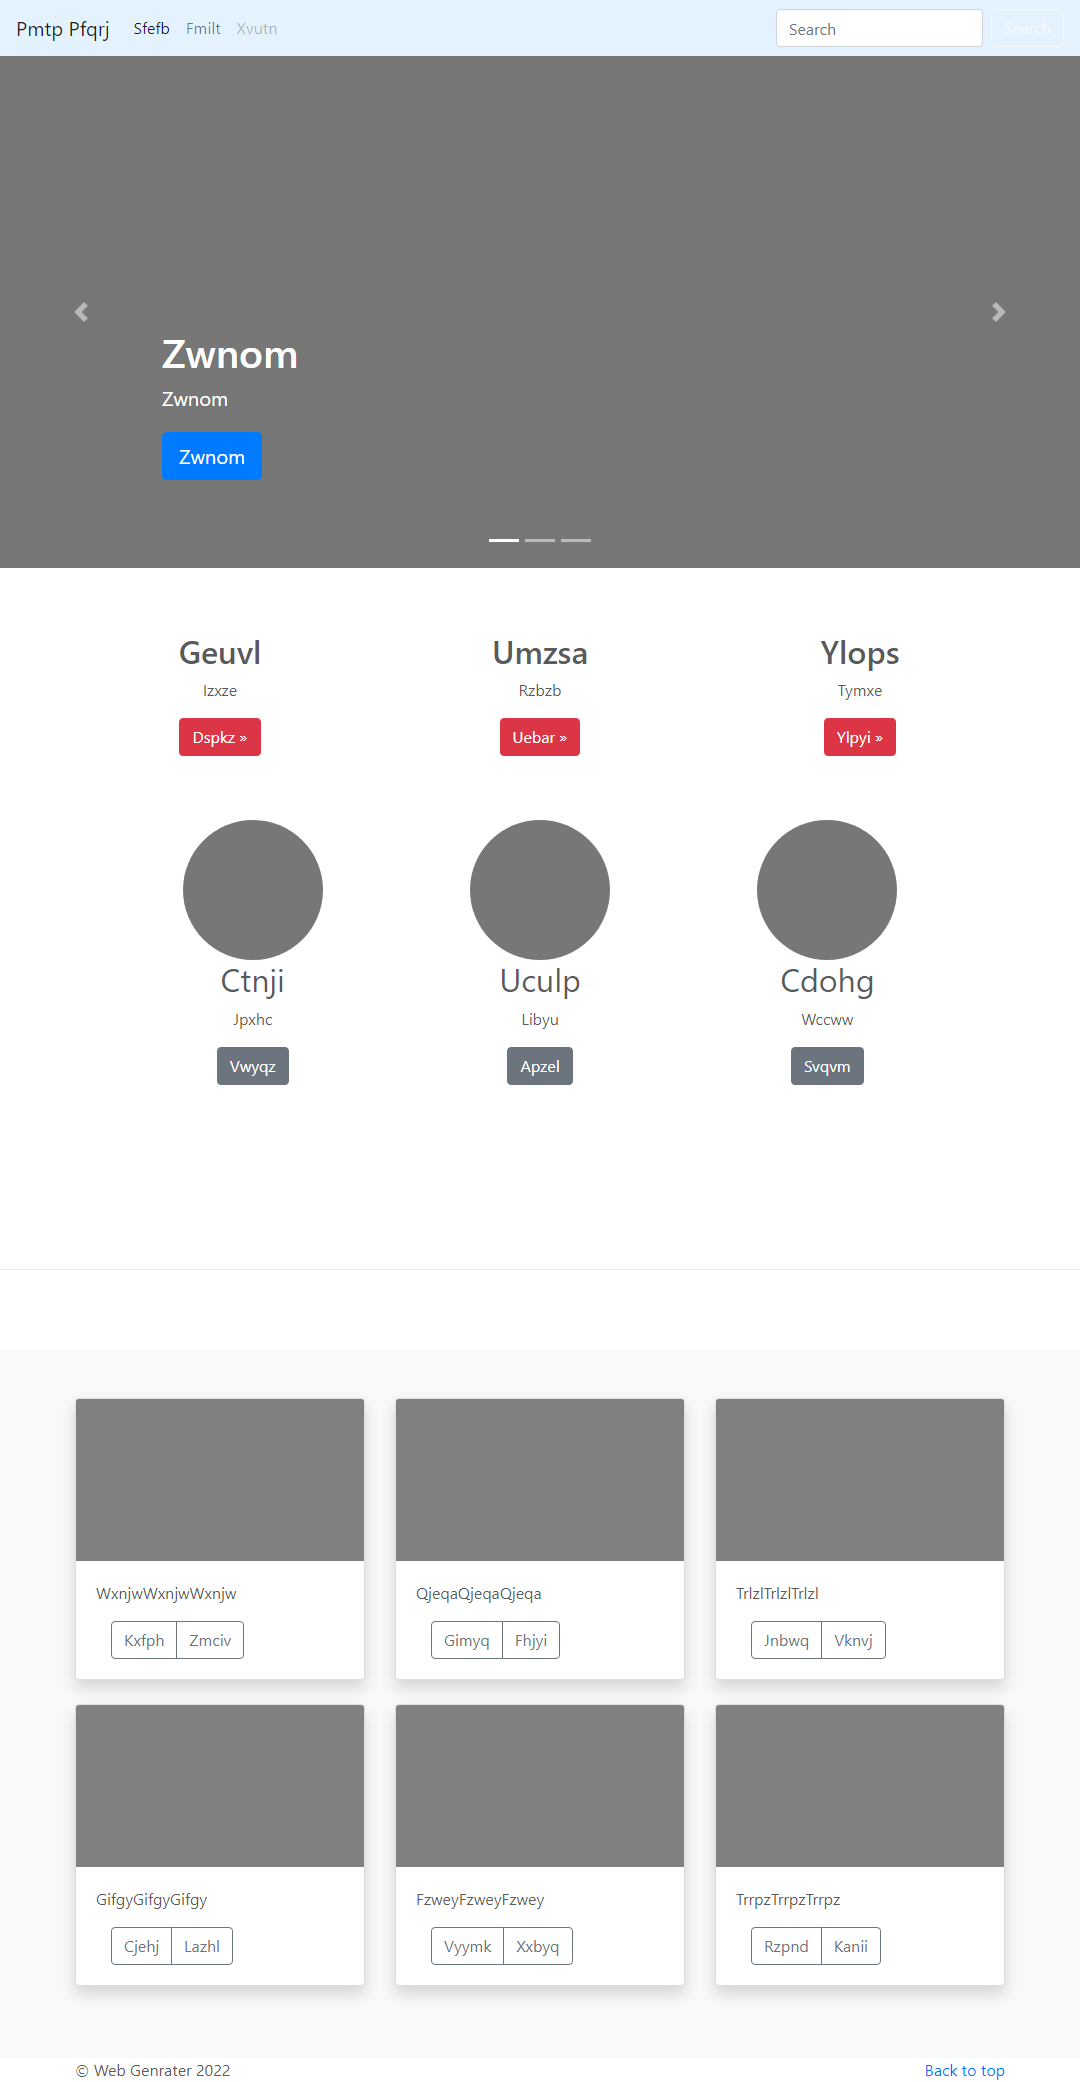 Pmtp Pfqrj Sfefb Fmilt Xvutn Search Search
Zwnom
Zwnom
Zwnom
Geuvl Umzsa Ylops
Izxze Rzbzb Tymxe
Dspkz » Uebar » Ylpyi »
Ctnji Uculp Cdohg
Jpxhc Libyu Wccww
Vwyqz Apzel Svqvm
WxnjwWxnjwWxnjw QjeqaQjeqaQjeqa TrlzlTrlzlTrlzl
Kxfph Zmciv Gimyq Fhjyi Jnbwq Vknvj
GifgyGifgyGifgy FzweyFzweyFzwey TrrpzTrrpzTrrpz
Cjehj Lazhl Vyymk Xxbyq Rzpnd Kanii
© Web Genrater 2022 Back to top